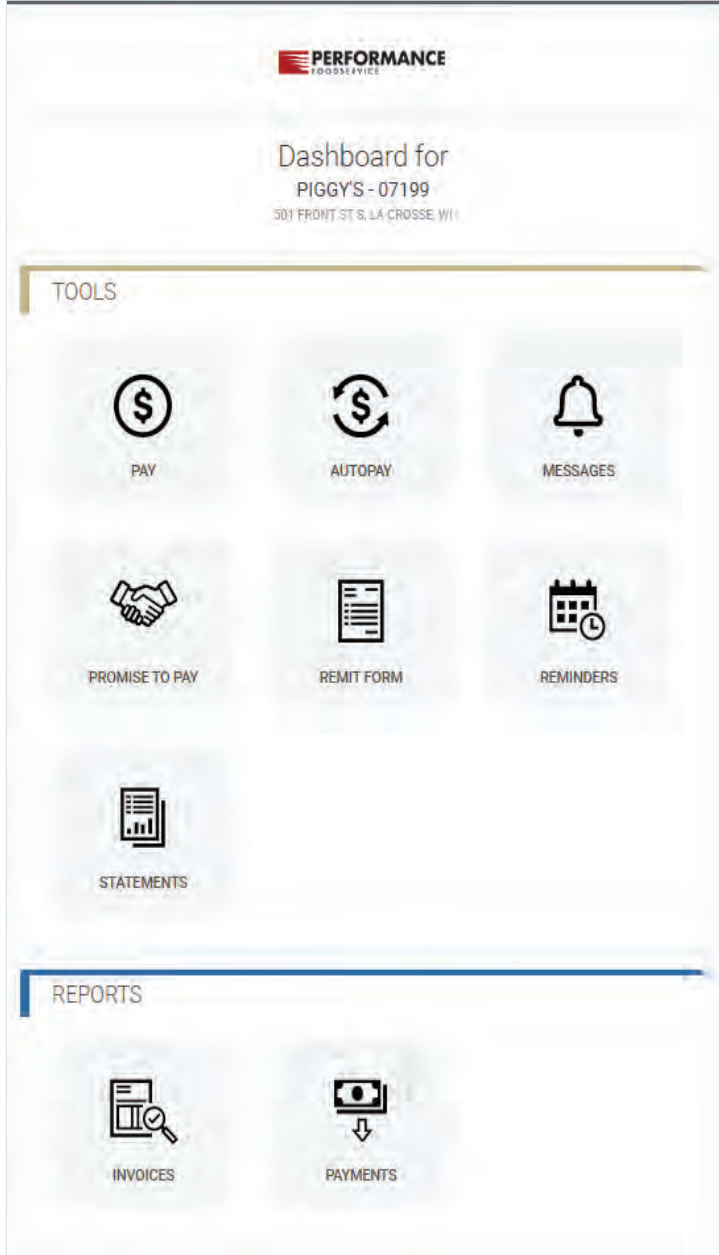 PERFORMANCE
FOODSERVICE
Dashboard for
PIGGY'S - 07199
501 FRONT ST S, LA CROSSE, WI
TOOLS
PAY
AUTOPAY
MESSAGES
PROMISE TO PAY
REMIT FORM
REMINDERS
STATEMENTS
REPORTS
INVOICES
PAYMENTS